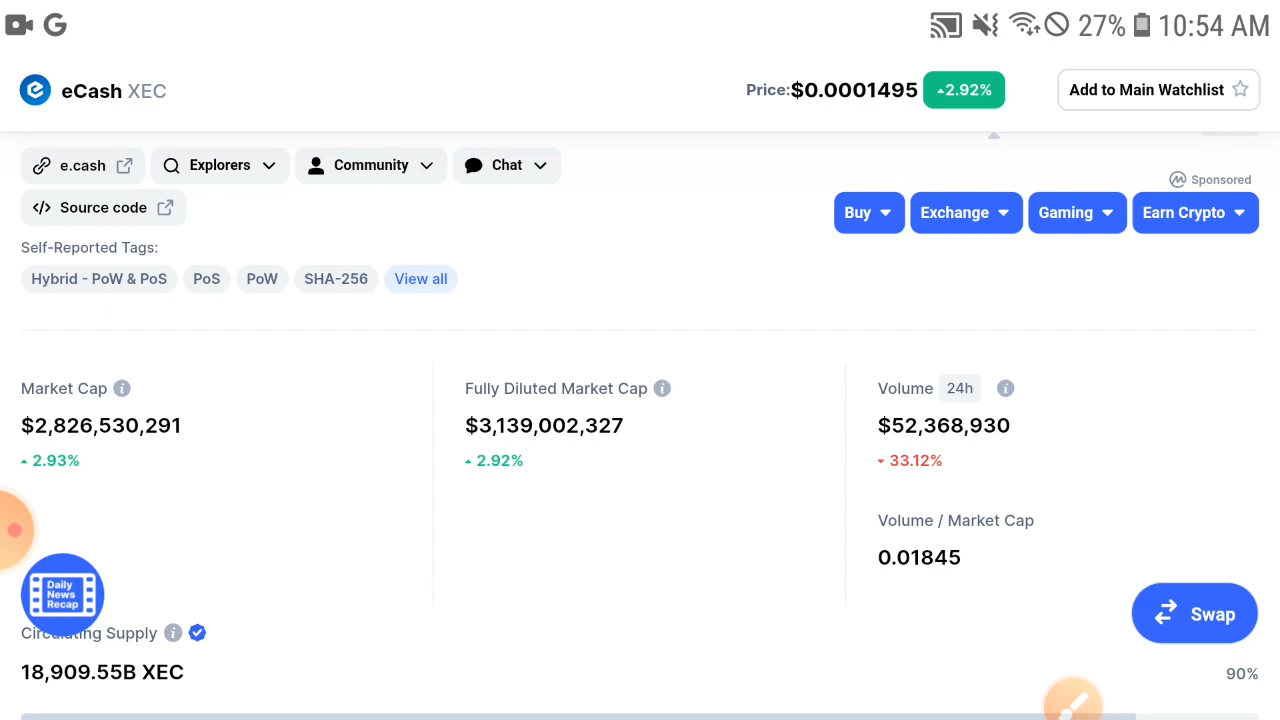 27% 10:54 AM
eCash XEC
Price:$0.0001495 2.92%
Add to Main Watchlist
e.cash Explorers Community Chat
Sponsored
Source code
Buy Exchange Gaming Earn Crypto
Self-Reported Tags:
Hybrid - PoW & PoS PoS PoW SHA-256 View all
Market Cap
$2,826,530,291
2.93%
Fully Diluted Market Cap
$3,139,002,327
2.92%
Volume 24h
$52,368,930
33.12%
Volume / Market Cap
0.01845
Daily
News
Recap
Swap
Circulating Supply
18,909.55B XEC
90%